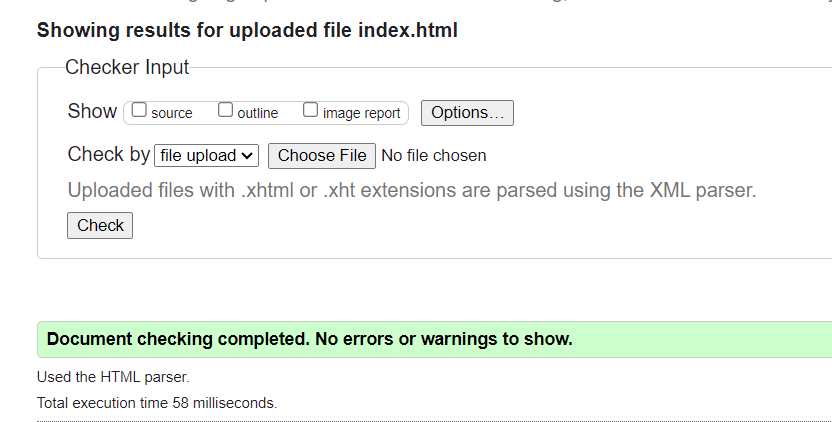 Showing results for uploaded file index.html
Checker Input
Show source outline image report Options...
Check by file upload Choose File No file chosen
Uploaded files with .xhtml or .xht extensions are parsed using the XML parser.
Check
Document checking completed. No errors or warnings to show.
Used the HTML parser.
Total execution time 58 milliseconds.